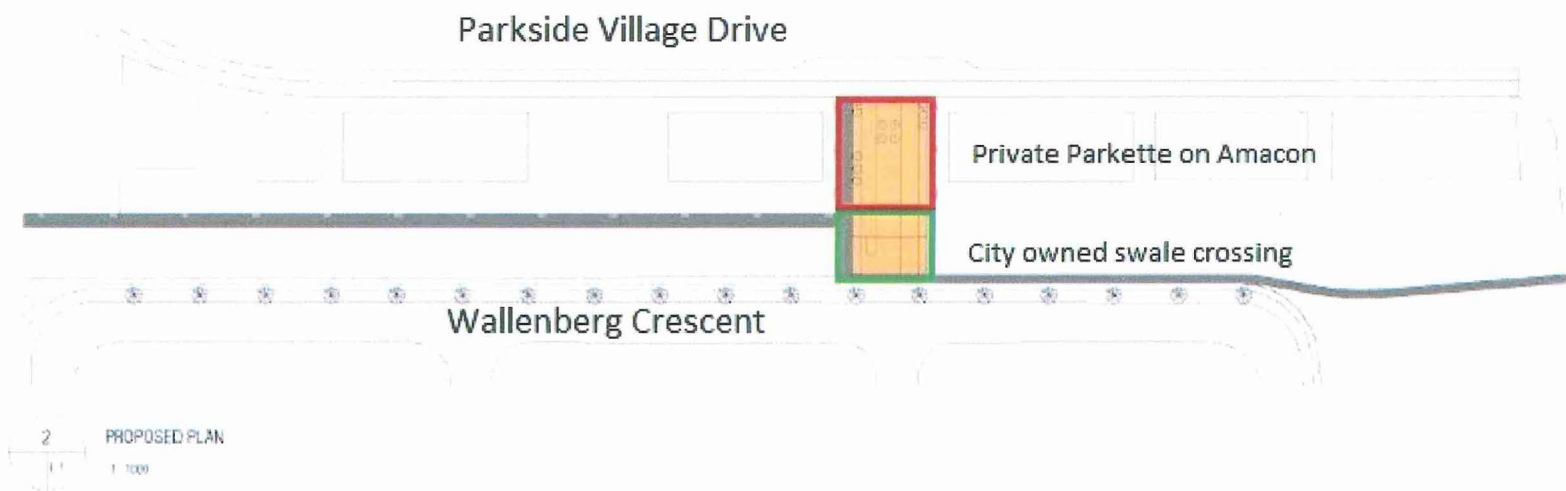 Parkside Village Drive
Private Parkette on Amacon
City owned swale crossing
Wallenberg Crescent
2 PROPOSED PLAN